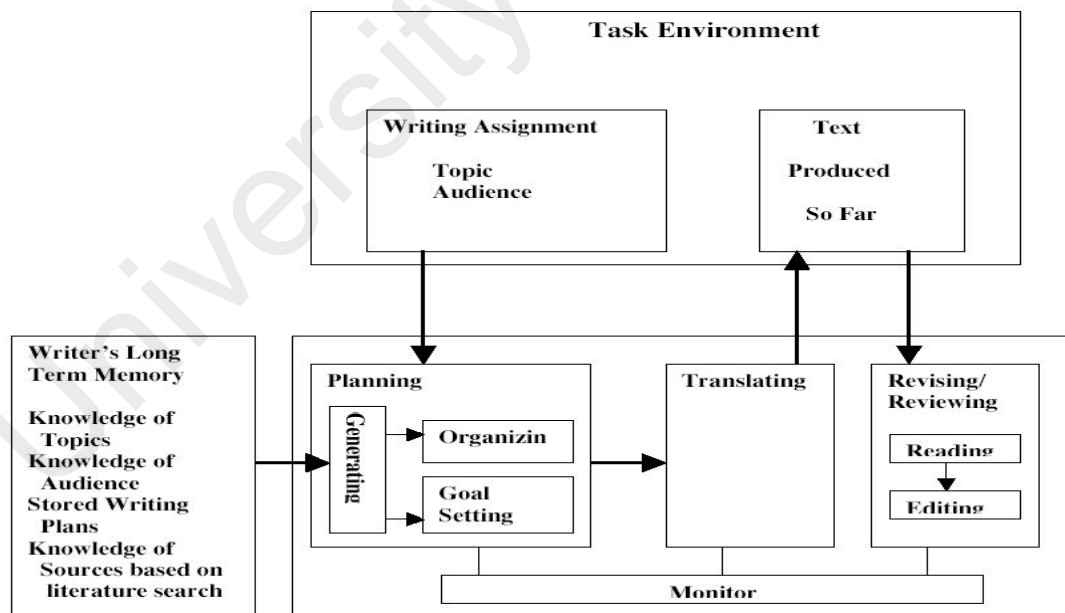 Task Environment
Writing Assignment
Topic
Audience
Text
Produced
So Far
Writer's Long
Term Memory
Knowledge of
Topics
Knowledge of
Audience
Stored Writing
Plans
Knowledge of
Sources based on
literature search
Planning
Generating
Organizin
Goal
Setting
Translating
Revising/
Reviewing
Reading
Editing
Monitor
University